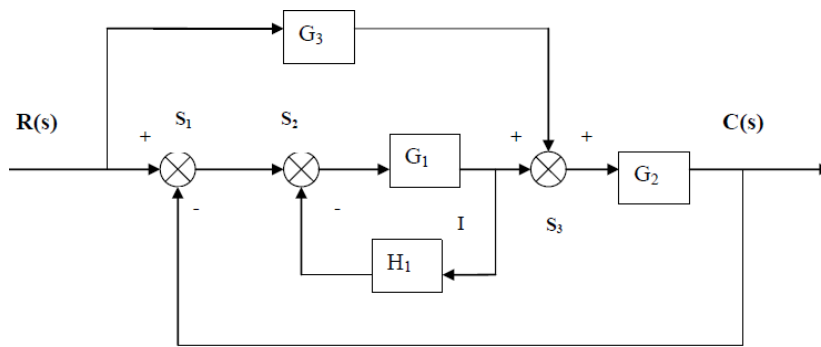 G₃
R(s)
S₁
S₂
C(s)
+
G₁
+
+
G₂
-
-
I
S₃
H₁